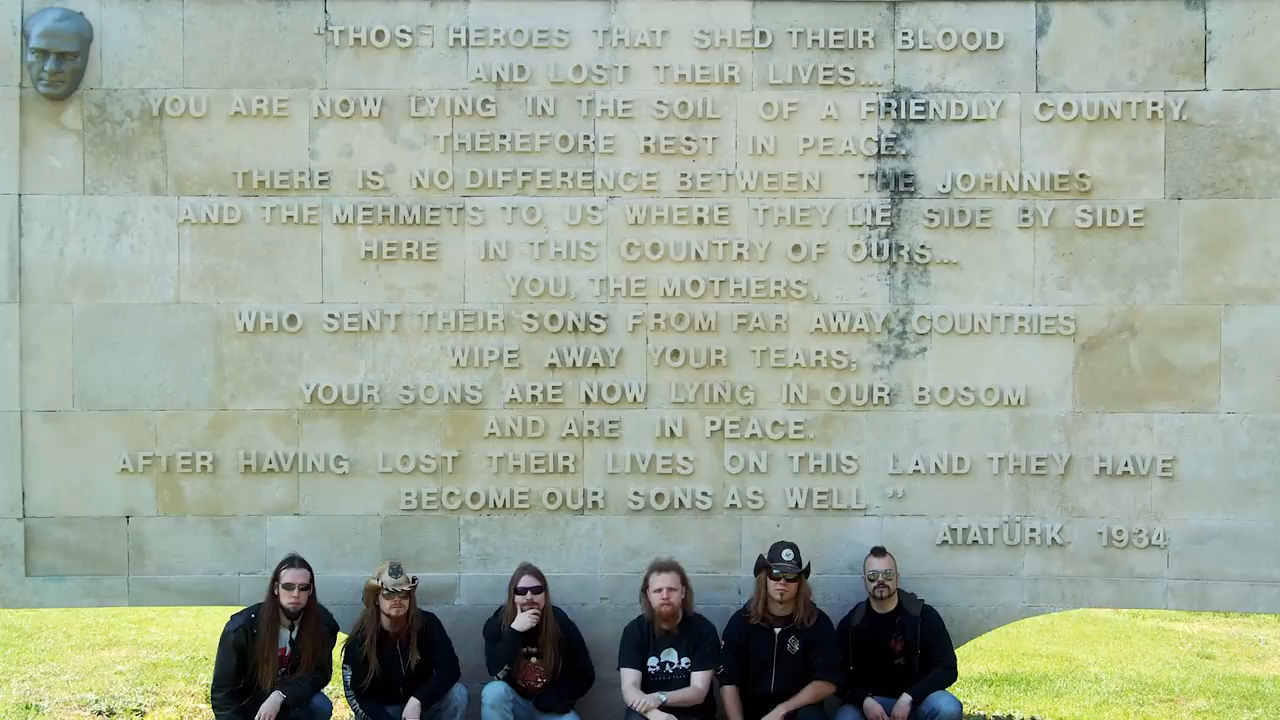 "THOSE HEROES THAT SHED THEIR BLOOD
AND LOST THEIR LIVES...
YOU ARE NOW LYING IN THE SOIL OF A FRIENDLY COUNTRY.
THEREFORE REST IN PEACE.
THERE IS NO DIFFERENCE BETWEEN THE JOHNNIES
AND THE MEHMETS TO US WHERE THEY LIE SIDE BY SIDE
HERE IN THIS COUNTRY OF OURS...
YOU, THE MOTHERS,
WHO SENT THEIR SONS FROM FAR AWAY COUNTRIES
WIPE AWAY YOUR TEARS;
YOUR SONS ARE NOW LYING IN OUR BOSOM
AND ARE IN PEACE.
AFTER HAVING LOST THEIR LIVES ON THIS LAND THEY HAVE
BECOME OUR SONS AS WELL"
ATATÜRK. 1934